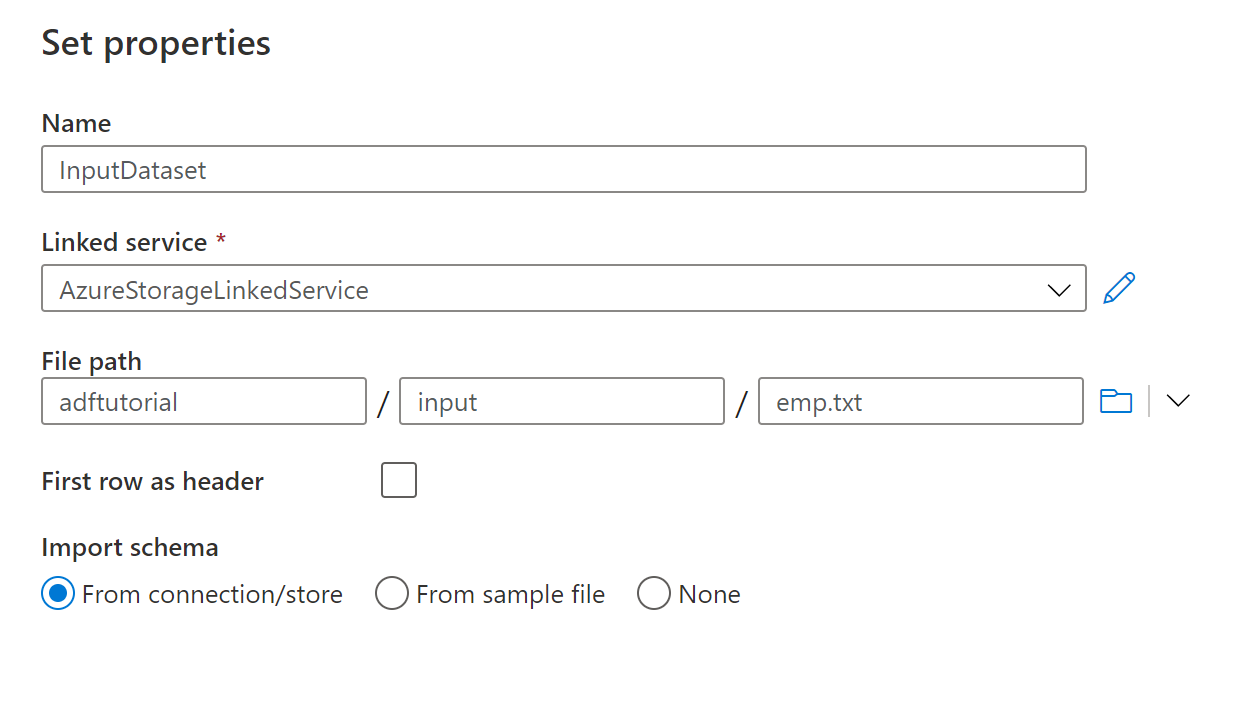 Set properties
Name
InputDataset
Linked service *
AzureStorageLinkedService
File path
adftutorial / input / emp.txt
First row as header
Import schema
From connection/store From sample file None